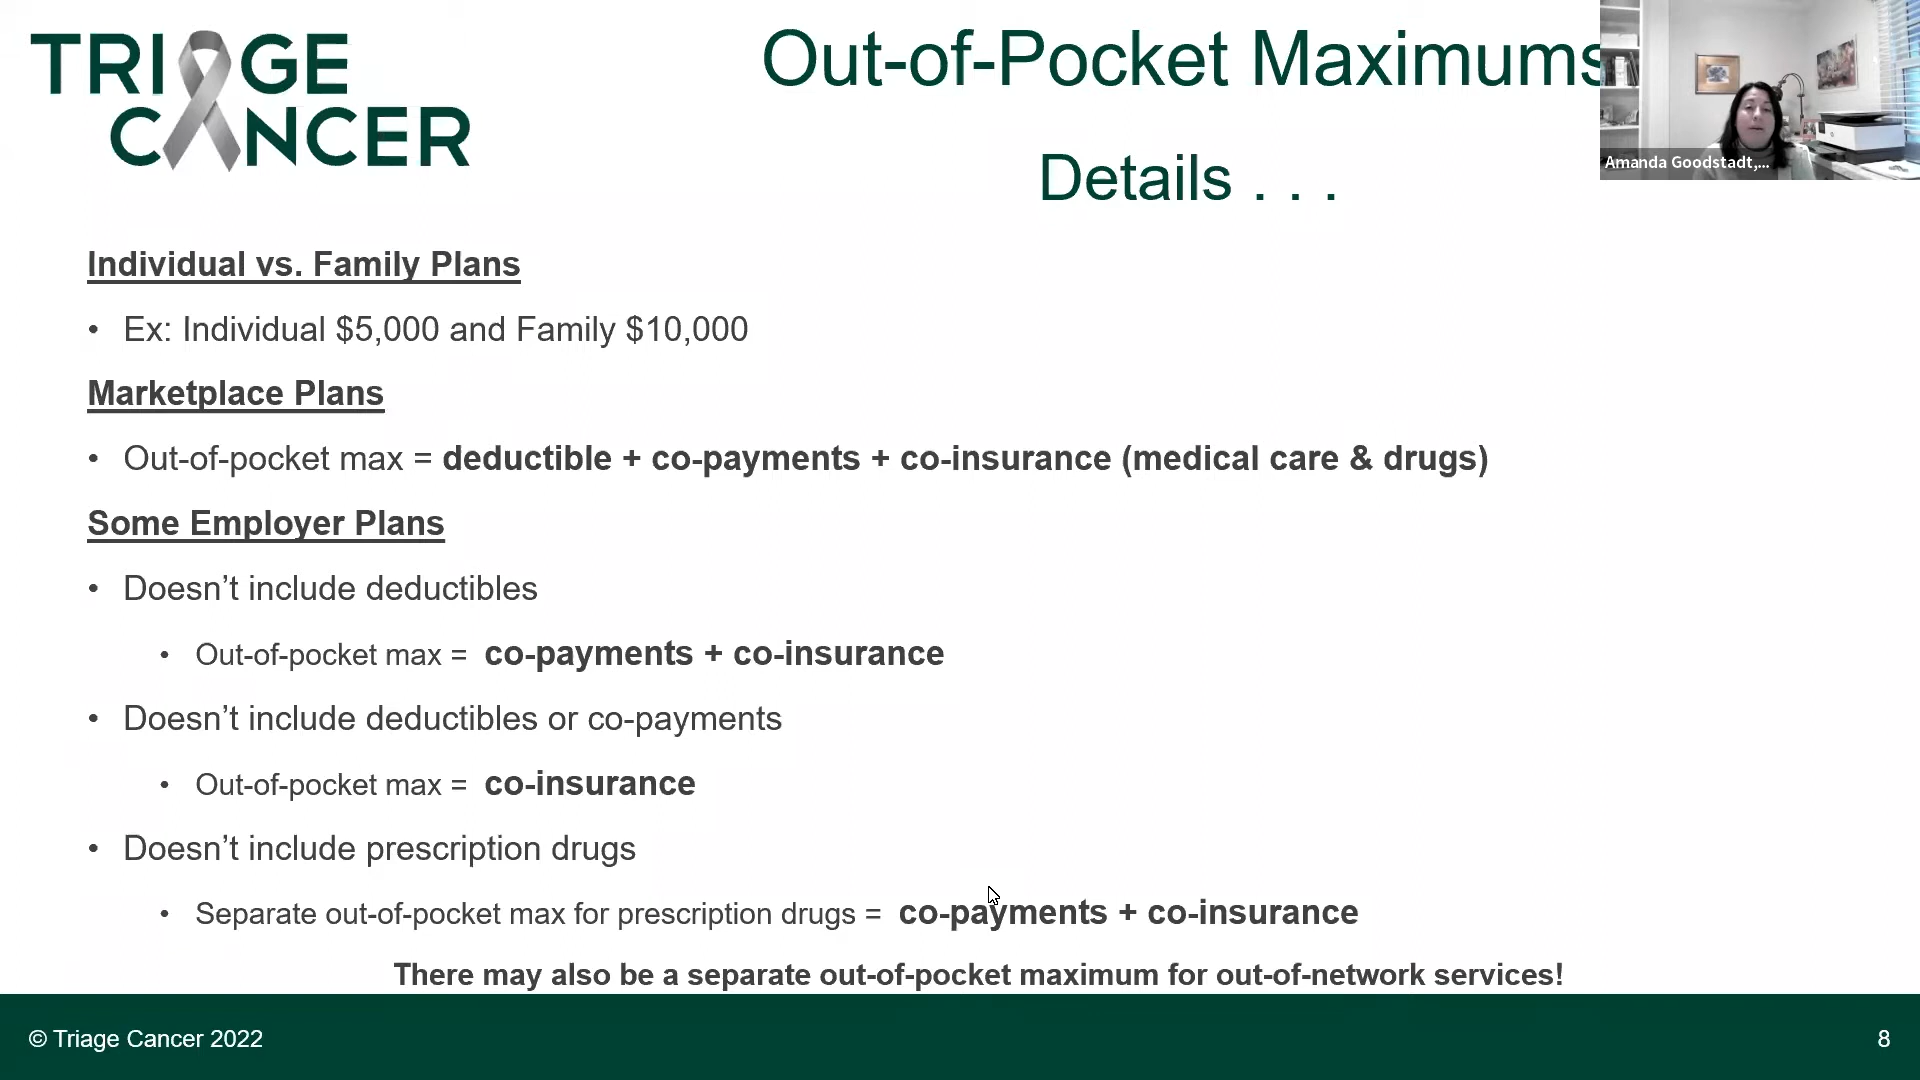 TRIAGE
CANCER
Out-of-Pocket Maximums
Details . . .
Amanda Goodstadt,...
Individual vs. Family Plans
• Ex: Individual $5,000 and Family $10,000
Marketplace Plans
• Out-of-pocket max = deductible + co-payments + co-insurance (medical care & drugs)
Some Employer Plans
• Doesn’t include deductibles
• Out-of-pocket max = co-payments + co-insurance
• Doesn’t include deductibles or co-payments
• Out-of-pocket max = co-insurance
• Doesn’t include prescription drugs
• Separate out-of-pocket max for prescription drugs = co-payments + co-insurance
There may also be a separate out-of-pocket maximum for out-of-network services!
© Triage Cancer 2022
8